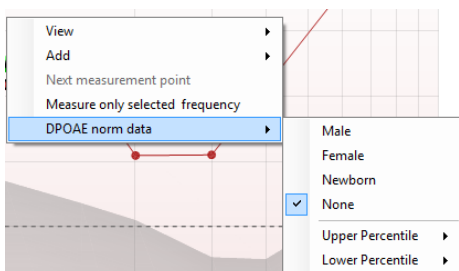 View
Add
Next measurement point
Measure only selected frequency
DPOAE norm data
Male
Female
Newborn
None
Upper Percentile
Lower Percentile